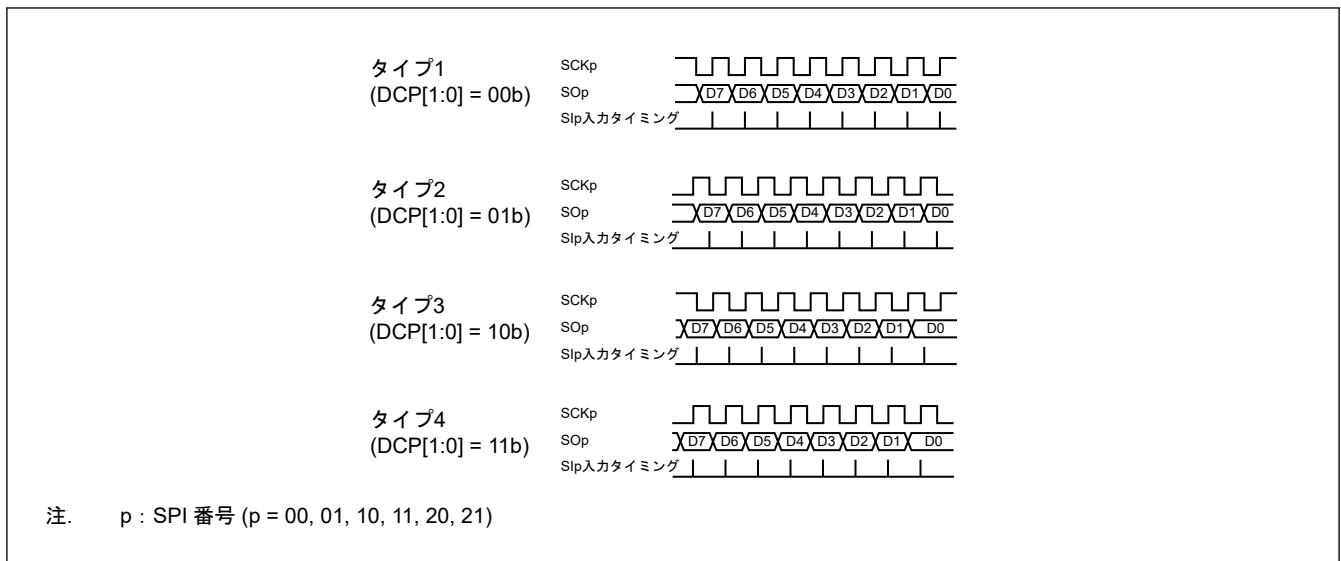 タイプ1
(DCP[1:0] = 00b)
SCKp
SOp
D7 D6 D5 D4 D3 D2 D1 D0
SIp入力タイミング
タイプ2
(DCP[1:0] = 01b)
SCKp
SOp
D7 D6 D5 D4 D3 D2 D1 D0
SIp入力タイミング
タイプ3
(DCP[1:0] = 10b)
SCKp
SOp
D7 D6 D5 D4 D3 D2 D1 D0
SIp入力タイミング
タイプ4
(DCP[1:0] = 11b)
SCKp
SOp
D7 D6 D5 D4 D3 D2 D1 D0
SIp入力タイミング
注. p : SPI 番号 (p = 00, 01, 10, 11, 20, 21)